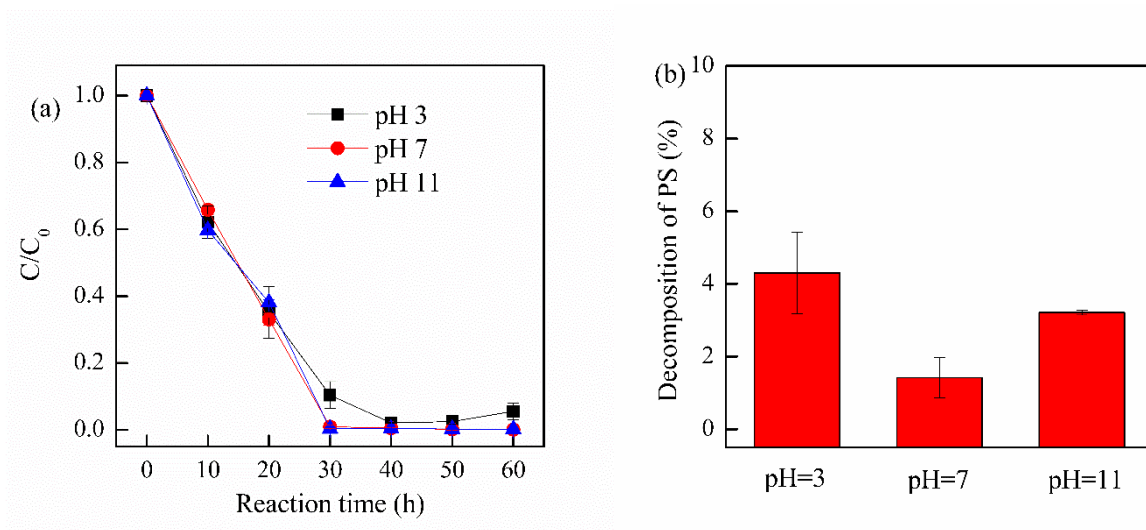 (a)
pH 3
pH 7
pH 11
C/C0
1.0
0.8
0.6
0.4
0.2
0.0
0 10 20 30 40 50 60
Reaction time (h)
(b)
Decomposition of PS (%)
10
8
6
4
2
0
pH=3 pH=7 pH=11